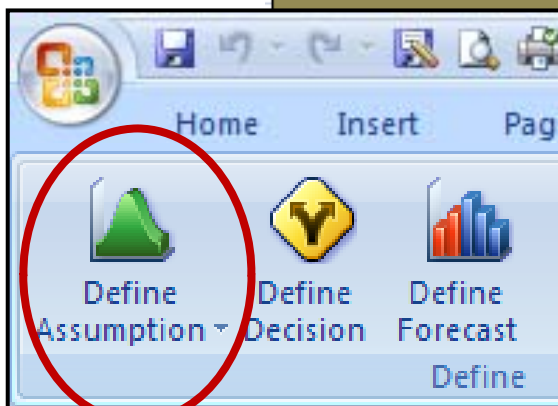 Home Insert Pag
Define Define Define
Assumption Decision Forecast
Define